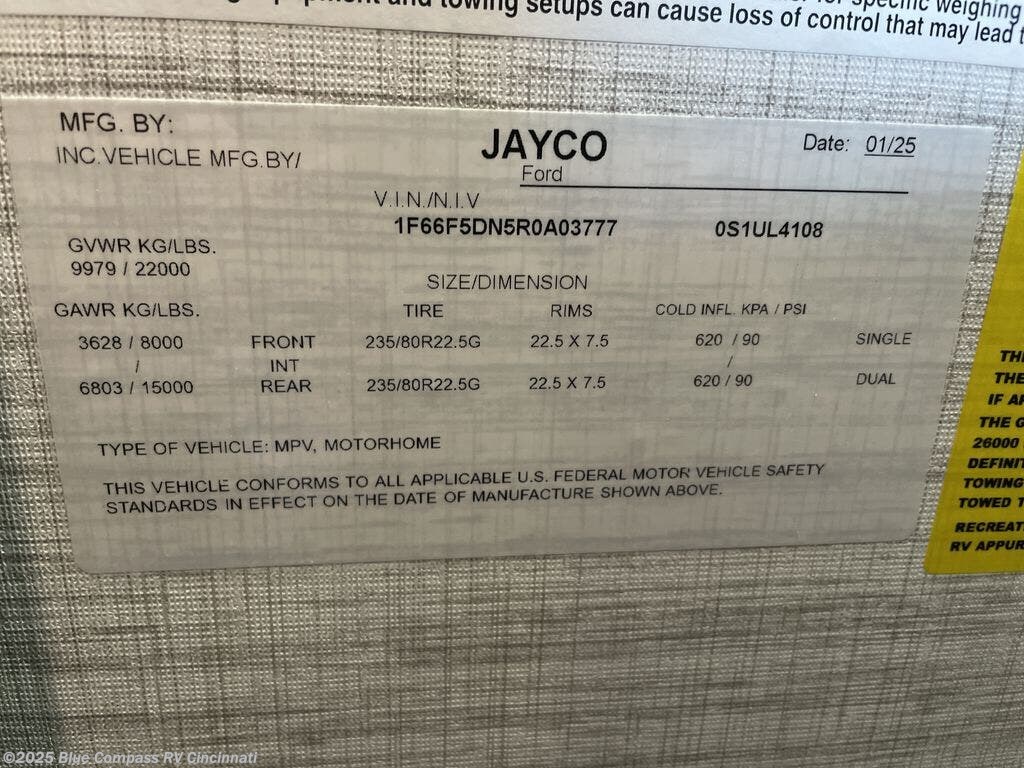 equipment and towing setups can cause loss of control that may lead
for specific weighing
MFG. BY:
JAYCO
Date: 01/25
INC.VEHICLE MFG.BY/
Ford
V.I.N./N.I.V
1F66F5DN5R0A03777 0S1UL4108
GVWR KG/LBS.
9979 / 22000
SIZE/DIMENSION
GAWR KG/LBS. TIRE RIMS COLD INFL. KPA / PSI
3628 / 8000 FRONT 235/80R22.5G 22.5 X 7.5 620 / 90 SINGLE
/ INT /
6803 / 15000 REAR 235/80R22.5G 22.5 X 7.5 620 / 90 DUAL
TYPE OF VEHICLE: MPV, MOTORHOME
THIS VEHICLE CONFORMS TO ALL APPLICABLE U.S. FEDERAL MOTOR VEHICLE SAFETY
STANDARDS IN EFFECT ON THE DATE OF MANUFACTURE SHOWN ABOVE.
THE
IF
THE
26000
TOWING
TOWED
©2025 Blue Compass RV Cincinnati